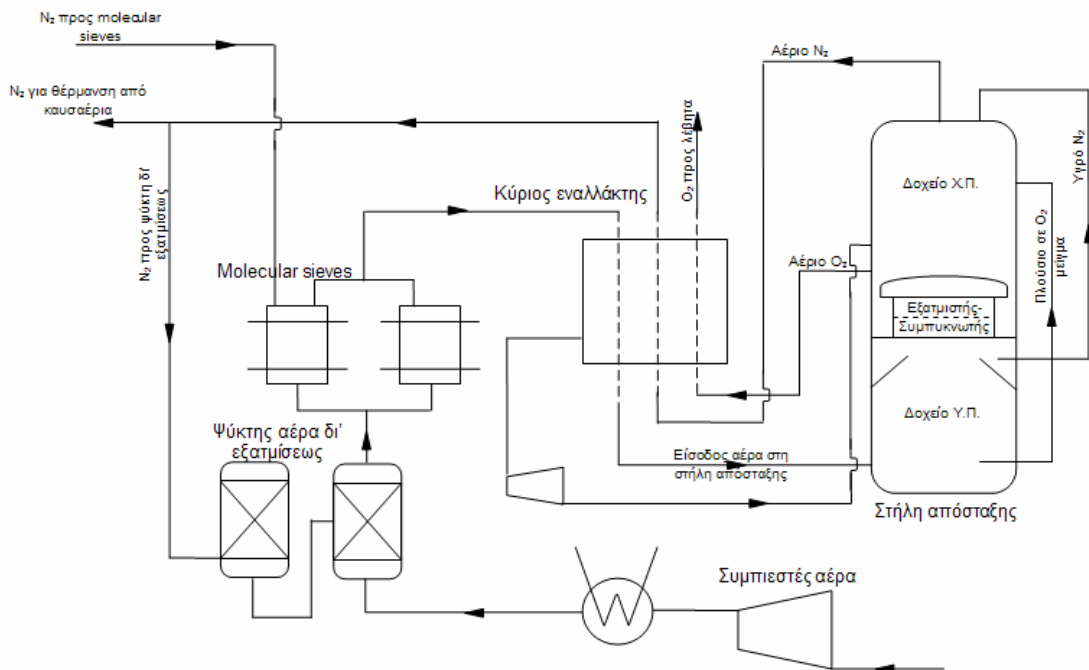 N₂ προς molecular
sieves
N₂ για θέρμανση από
καυσαέρια
N₂ προς ψύκτη δι'
εξατμίσεως
Molecular sieves
Ψύκτης αέρα δι'
εξατμίσεως
Κύριος εναλλάκτης
O₂ προς λέβητα
Αέριο N₂
Αέριο O₂
Είσοδος αέρα στη
στήλη απόσταξης
Δοχείο Χ.Π.
Εξατμιστής-
Συμπυκνωτής
Δοχείο Υ.Π.
Πλούσιο σε O₂
μείγμα
Υγρό N₂
Στήλη απόσταξης
Συμπιεστές αέρα